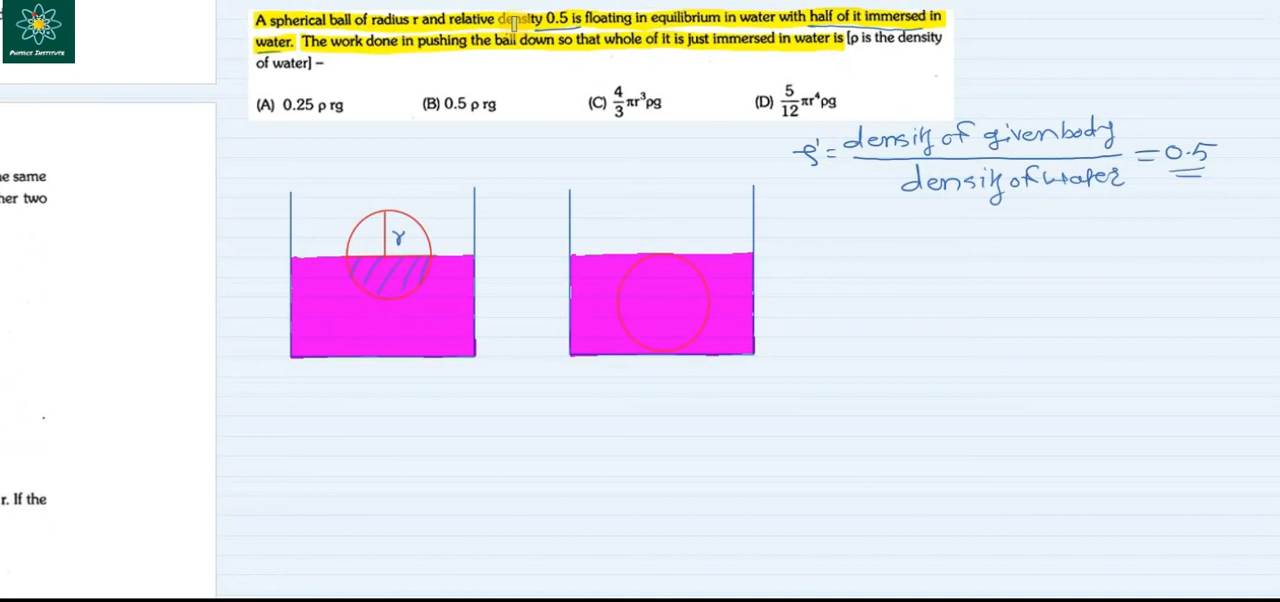 PHYSICS INSTITUTE
A spherical ball of radius r and relative density 0.5 is floating in equilibrium in water with half of it immersed in
water. The work done in pushing the ball down so that whole of it is just immersed in water is [ρ is the density
of water] –
(A) 0.25 ρ rg (B) 0.5 ρ rg (C) 4/3 πr³ρg (D) 5/12 πr⁴ρg
ρ' = density of given body / density of water = 0.5
r
ne same
her two
r. If the